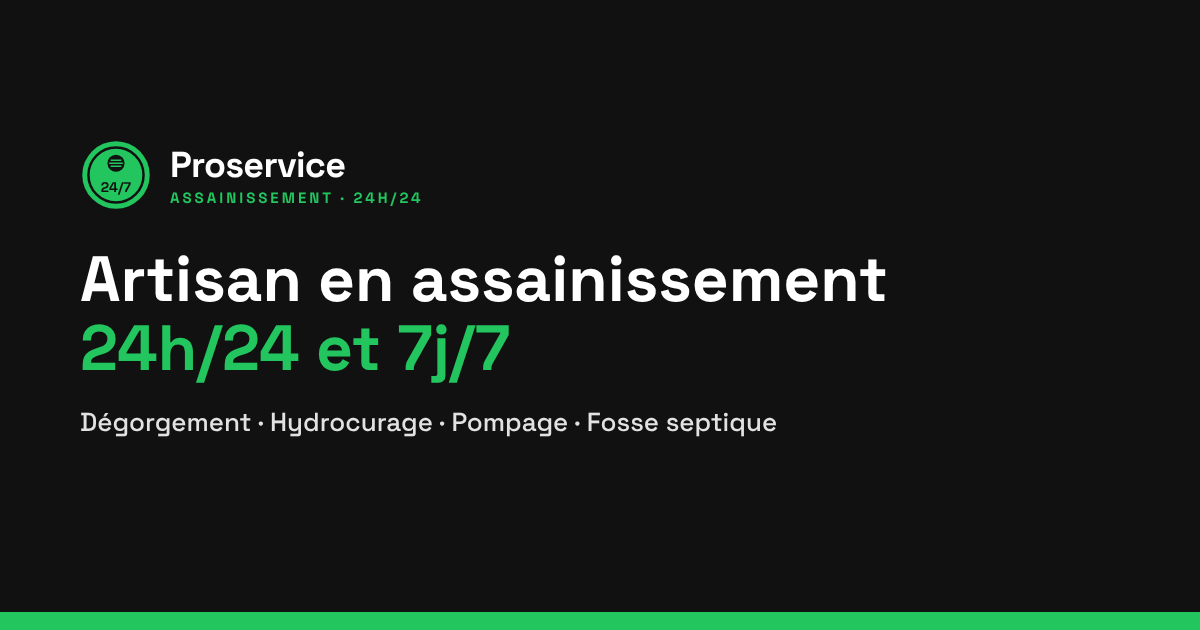 24/7
Proservice
ASSAINISSEMENT · 24H/24
Artisan en assainissement
24h/24 et 7j/7
Dégorgement · Hydrocurage · Pompage · Fosse septique